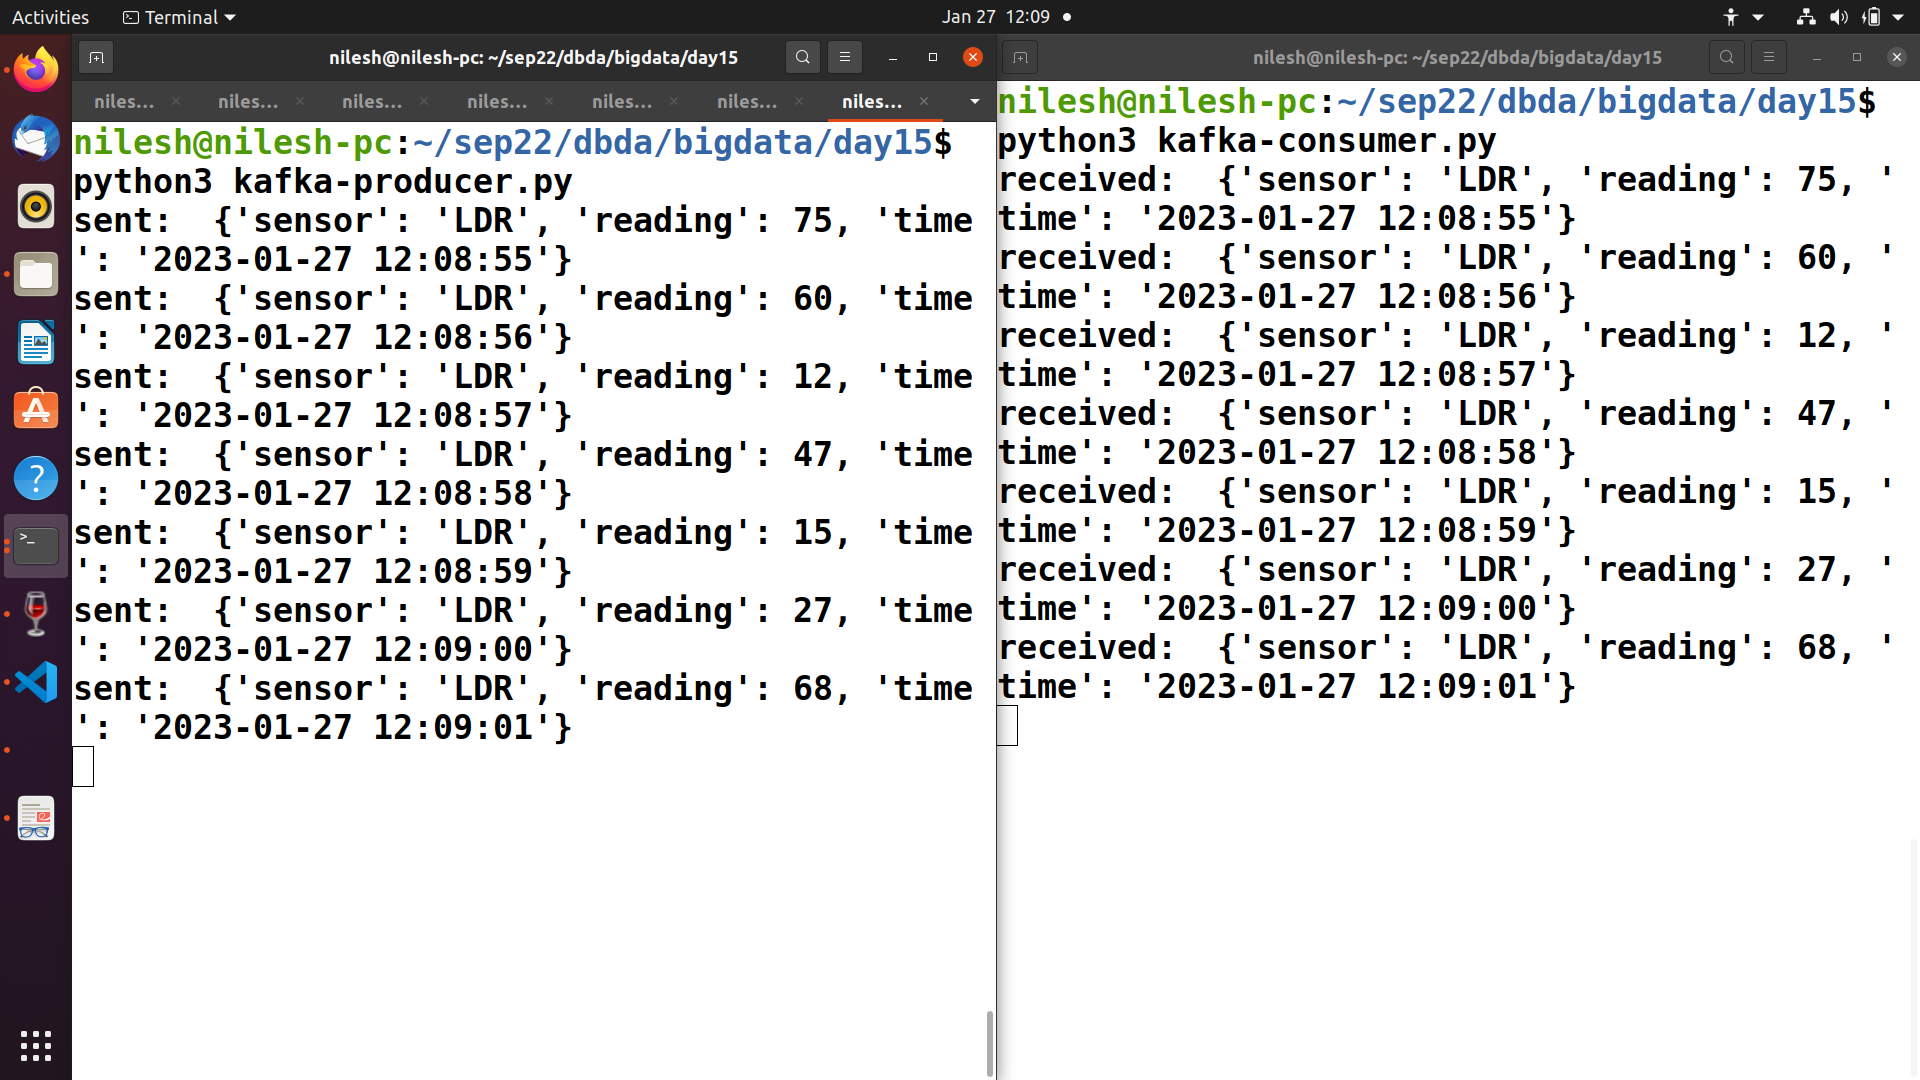 Activities
Terminal
Jan 27 12:09
nilesh@nilesh-pc: ~/sep22/dbda/bigdata/day15
niles... × niles... × niles... × niles... × niles... × niles... × niles... ×
nilesh@nilesh-pc:~/sep22/dbda/bigdata/day15$
python3 kafka-producer.py
sent:  {'sensor': 'LDR', 'reading': 75, 'time
': '2023-01-27 12:08:55'}
sent:  {'sensor': 'LDR', 'reading': 60, 'time
': '2023-01-27 12:08:56'}
sent:  {'sensor': 'LDR', 'reading': 12, 'time
': '2023-01-27 12:08:57'}
sent:  {'sensor': 'LDR', 'reading': 47, 'time
': '2023-01-27 12:08:58'}
sent:  {'sensor': 'LDR', 'reading': 15, 'time
': '2023-01-27 12:08:59'}
sent:  {'sensor': 'LDR', 'reading': 27, 'time
': '2023-01-27 12:09:00'}
sent:  {'sensor': 'LDR', 'reading': 68, 'time
': '2023-01-27 12:09:01'}
nilesh@nilesh-pc: ~/sep22/dbda/bigdata/day15
nilesh@nilesh-pc:~/sep22/dbda/bigdata/day15$
python3 kafka-consumer.py
received:  {'sensor': 'LDR', 'reading': 75, '
time': '2023-01-27 12:08:55'}
received:  {'sensor': 'LDR', 'reading': 60, '
time': '2023-01-27 12:08:56'}
received:  {'sensor': 'LDR', 'reading': 12, '
time': '2023-01-27 12:08:57'}
received:  {'sensor': 'LDR', 'reading': 47, '
time': '2023-01-27 12:08:58'}
received:  {'sensor': 'LDR', 'reading': 15, '
time': '2023-01-27 12:08:59'}
received:  {'sensor': 'LDR', 'reading': 27, '
time': '2023-01-27 12:09:00'}
received:  {'sensor': 'LDR', 'reading': 68, '
time': '2023-01-27 12:09:01'}